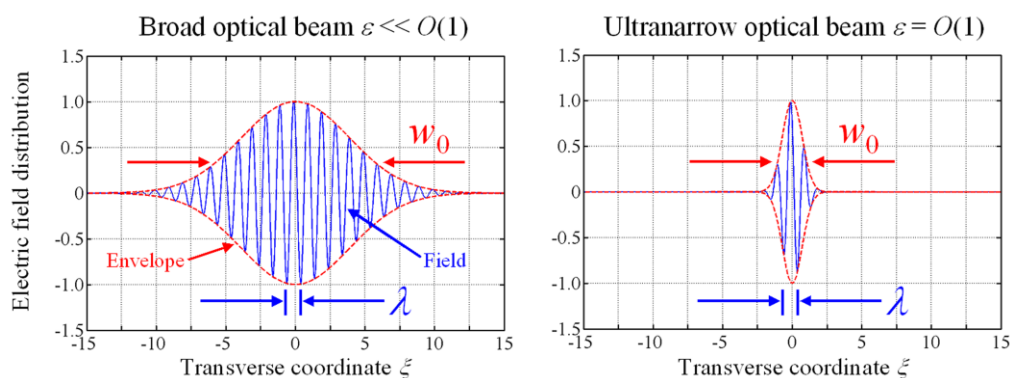 Broad optical beam ε << O(1)
Electric field distribution
1.5
1.0
0.5
0
-0.5
-1.0
-1.5
w₀
Envelope
Field
λ
-15 -10 -5 0 5 10 15
Transverse coordinate ξ
Ultranarrow optical beam ε = O(1)
1.5
1.0
0.5
0
-0.5
-1.0
-1.5
w₀
λ
-15 -10 -5 0 5 10 15
Transverse coordinate ξ